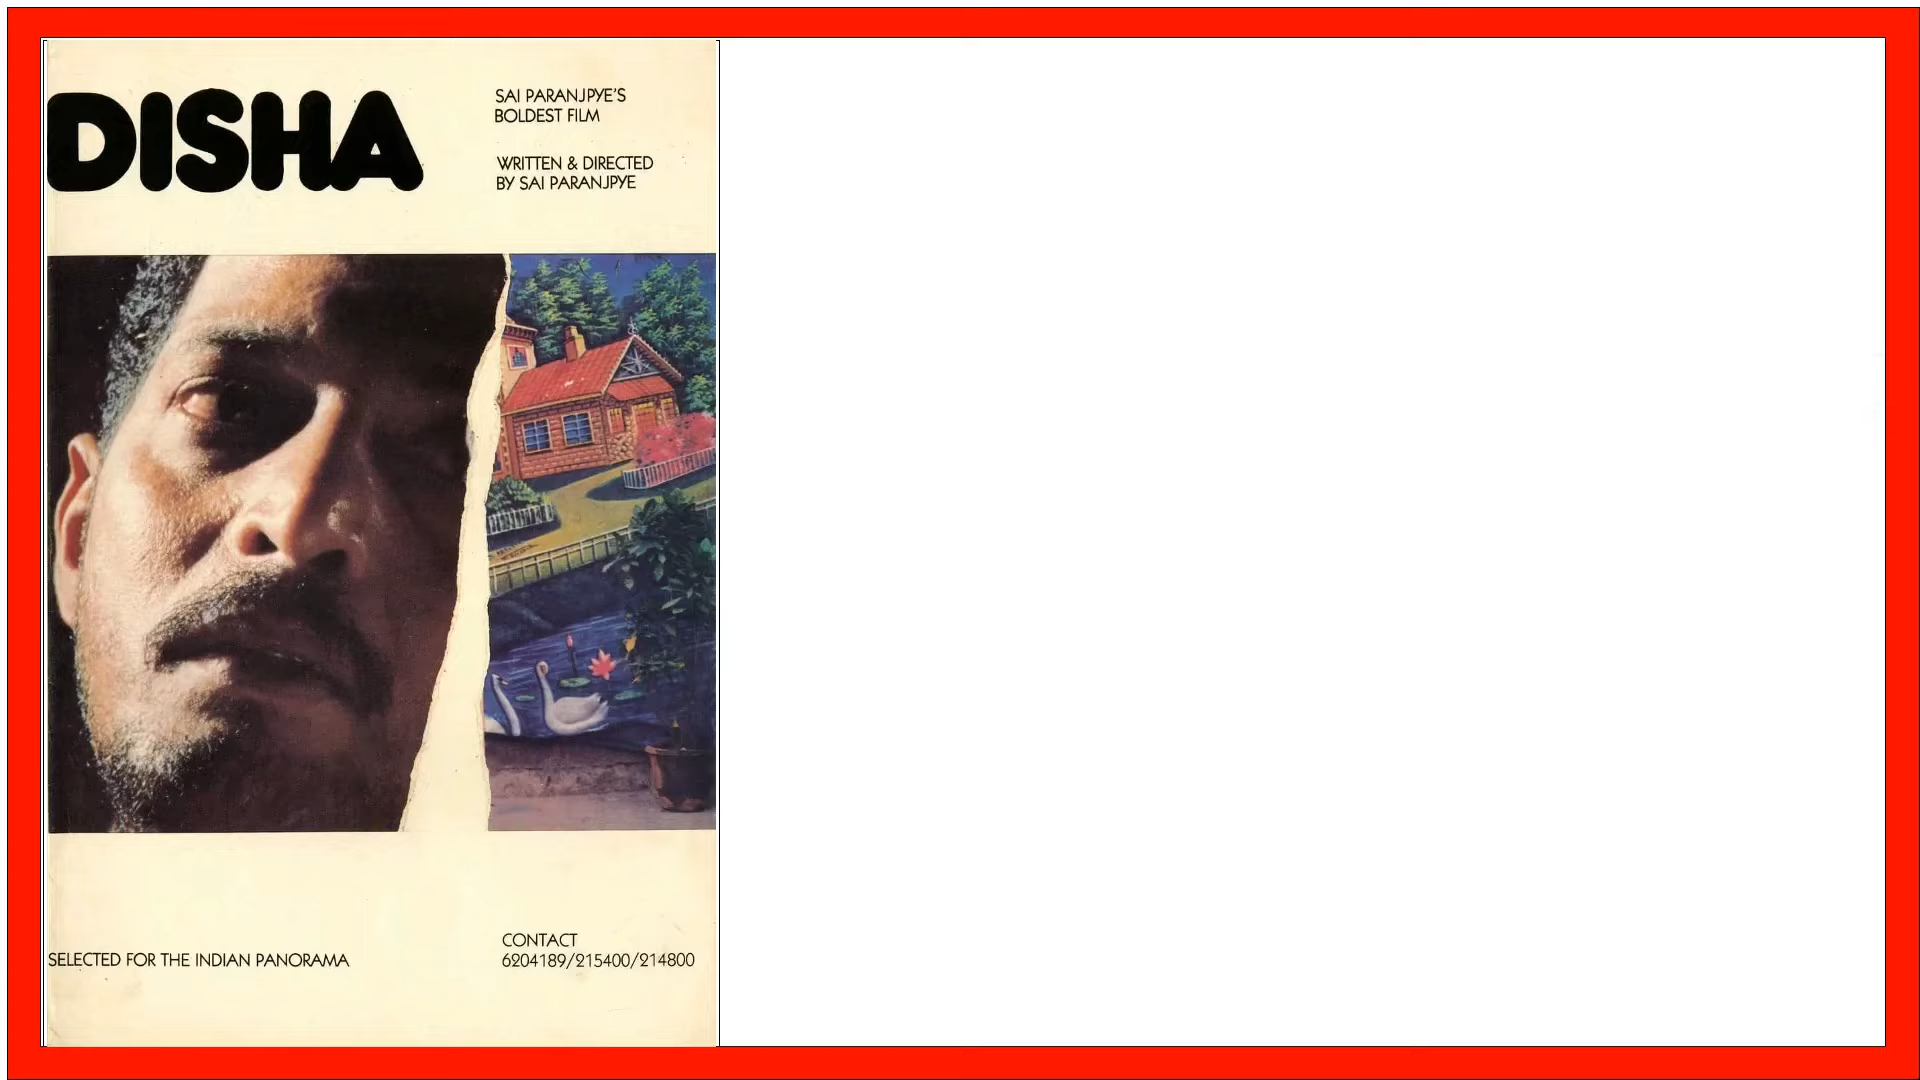 DISHA
SAI PARANJPYE'S
BOLDEST FILM
WRITTEN & DIRECTED
BY SAI PARANJPYE
SELECTED FOR THE INDIAN PANORAMA
CONTACT
6204189/215400/214800